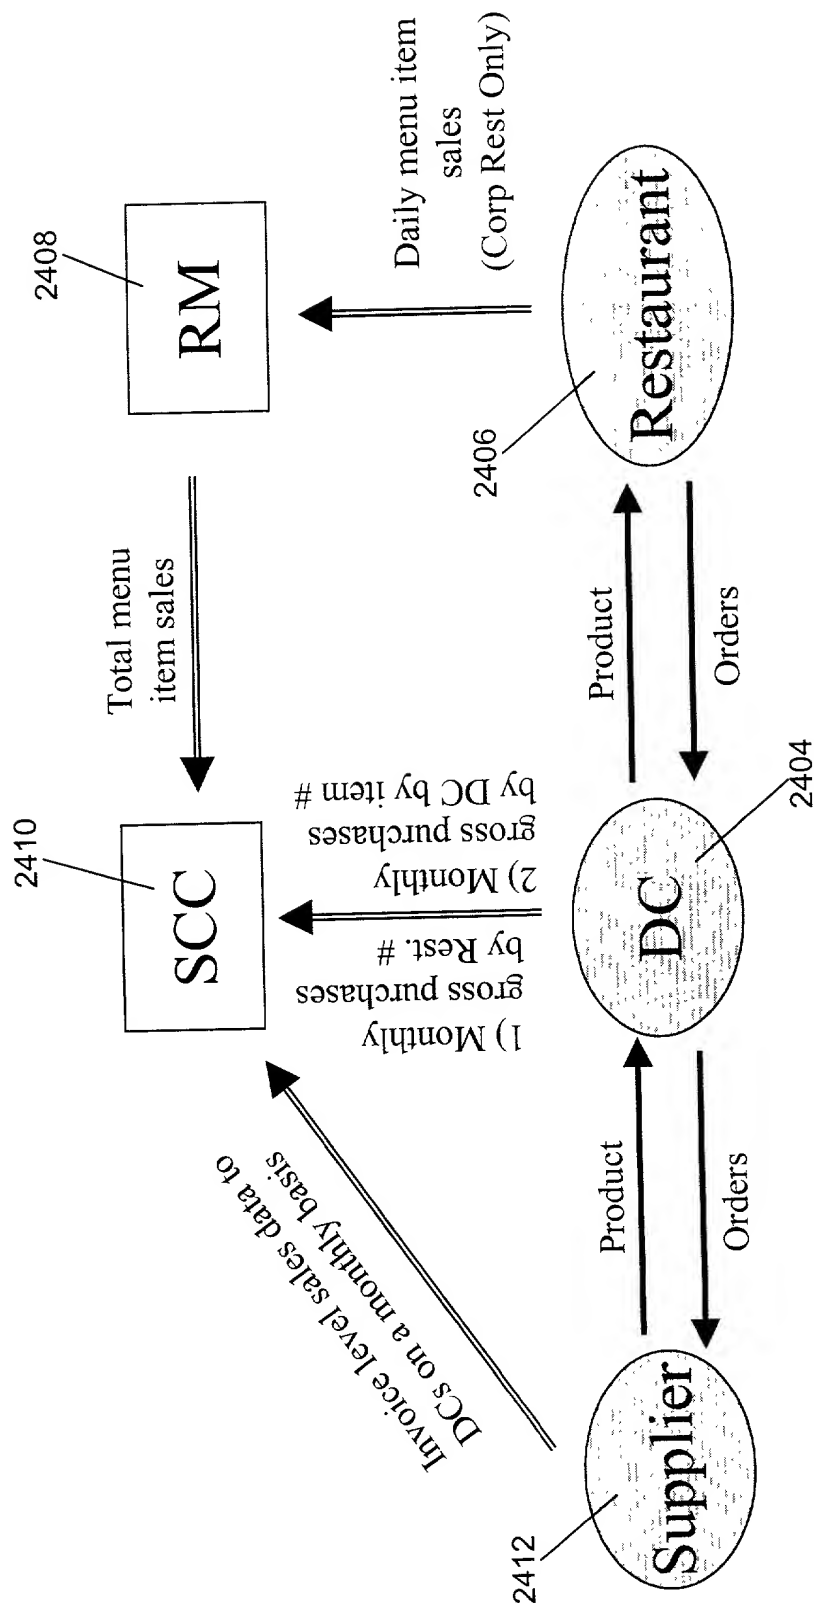 2410
2408
SCC
Total menu
item sales
RM
Invoice level sales data to
DCs on a monthly basis
1) Monthly
gross purchases
by Rest. #
2) Monthly
gross purchases
by DC by item #
Daily menu item
sales
(Corp Rest Only)
2412
Supplier
Product
Orders
DC
2404
Product
Orders
2406
Restaurant